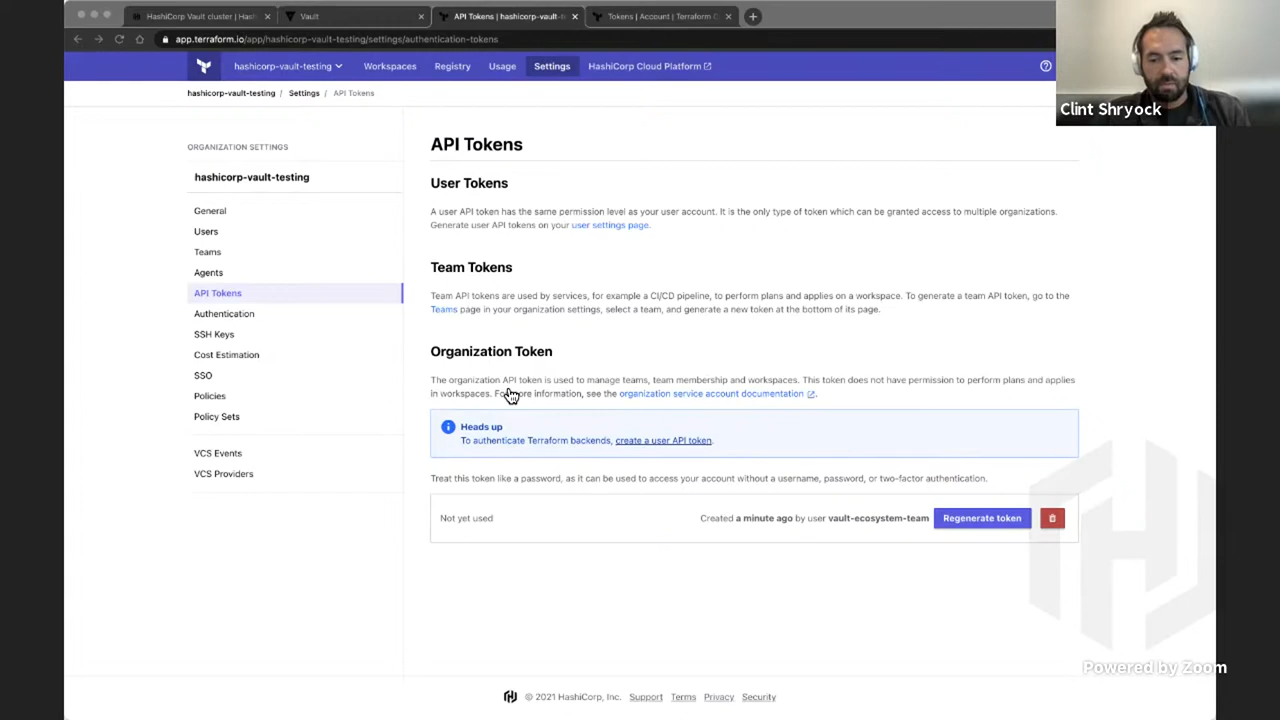 HashiCorp Vault cluster | Hash
Vault
API Tokens | hashicorp-vault-t
Tokens | Account | Terraform C
app.terraform.io/app/hashicorp-vault-testing/settings/authentication-tokens
hashicorp-vault-testing
Workspaces
Registry
Usage
Settings
HashiCorp Cloud Platform
Clint Shryock
hashicorp-vault-testing / Settings / API Tokens
ORGANIZATION SETTINGS
hashicorp-vault-testing
General
Users
Teams
Agents
API Tokens
Authentication
SSH Keys
Cost Estimation
SSO
Policies
Policy Sets
VCS Events
VCS Providers
API Tokens
User Tokens
A user API token has the same permission level as your user account. It is the only type of token which can be granted access to multiple organizations.
Generate user API tokens on your user settings page.
Team Tokens
Team API tokens are used by services, for example a CI/CD pipeline, to perform plans and applies on a workspace. To generate a team API token, go to the
Teams page in your organization settings, select a team, and generate a new token at the bottom of its page.
Organization Token
The organization API token is used to manage teams, team membership and workspaces. This token does not have permission to perform plans and applies
in workspaces. For more information, see the organization service account documentation.
Heads up
To authenticate Terraform backends, create a user API token.
Treat this token like a password, as it can be used to access your account without a username, password, or two-factor authentication.
Not yet used
Created a minute ago by user vault-ecosystem-team
Regenerate token
Powered by Zoom
© 2021 HashiCorp, Inc. Support Terms Privacy Security